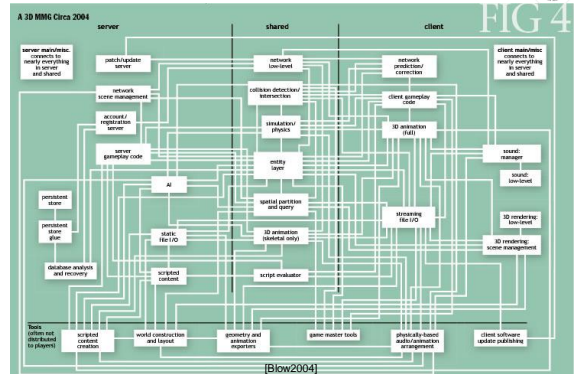 A 3D MMG Circa 2004
FIG 4
server
shared
client
server main/misc.
connects to
nearly everything
in server
and shared
patch/update
server
network
low-level
network
prediction/
correction
client main/misc
connects to
nearly everything
in server
and shared
network
scene management
collision detection/
intersection
client gameplay
code
account/
registration
server
simulation/
physics
3D animation
(full)
server
gameplay code
entity
layer
sound:
manager
sound:
low-level
AI
persistent
store
spatial partition
and query
streaming
file I/O
3D rendering:
low-level
persistent
store
glue
static
file I/O
3D animation
(skeletal only)
3D rendering:
scene management
database analysis
and recovery
scripted
content
script evaluator
Tools
(often not
distributed
to players)
scripted
content
creation
world construction
and layout
geometry and
animation
exporters
game master tools
physically-based
audio/animation
arrangement
client software
update publishing
[Blow2004]